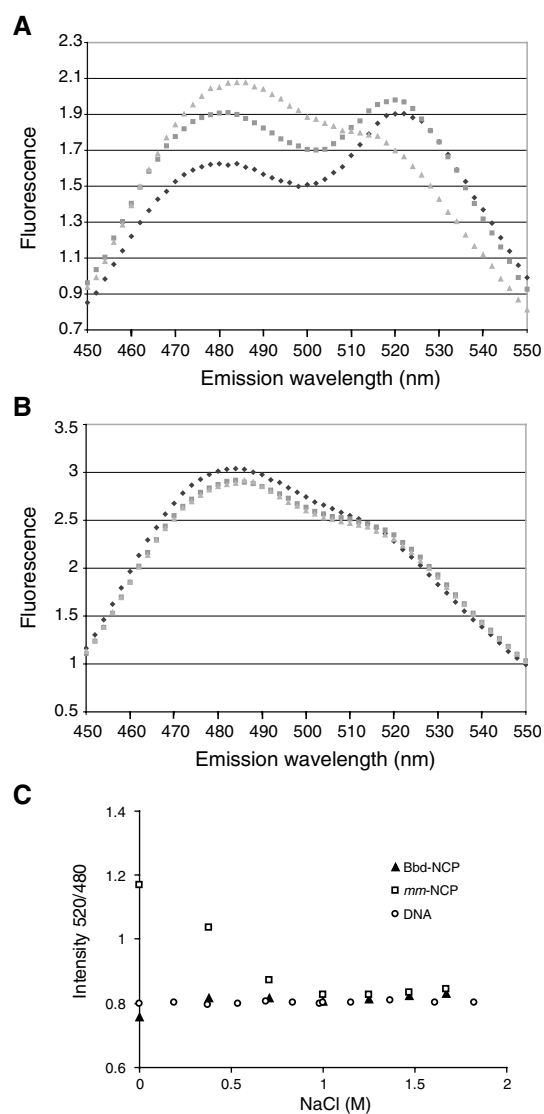 A
2.3
2.1
1.9
1.7
1.5
1.3
1.1
0.9
0.7
Fluorescence
450 460 470 480 490 500 510 520 530 540 550
Emission wavelength (nm)
B
3.5
3
2.5
2
1.5
1
0.5
Fluorescence
450 460 470 480 490 500 510 520 530 540 550
Emission wavelength (nm)
C
1.4
1.2
1
0.8
0.6
Intensity 520/480
Bbd-NCP
mm-NCP
DNA
0 0.5 1 1.5 2
NaCl (M)